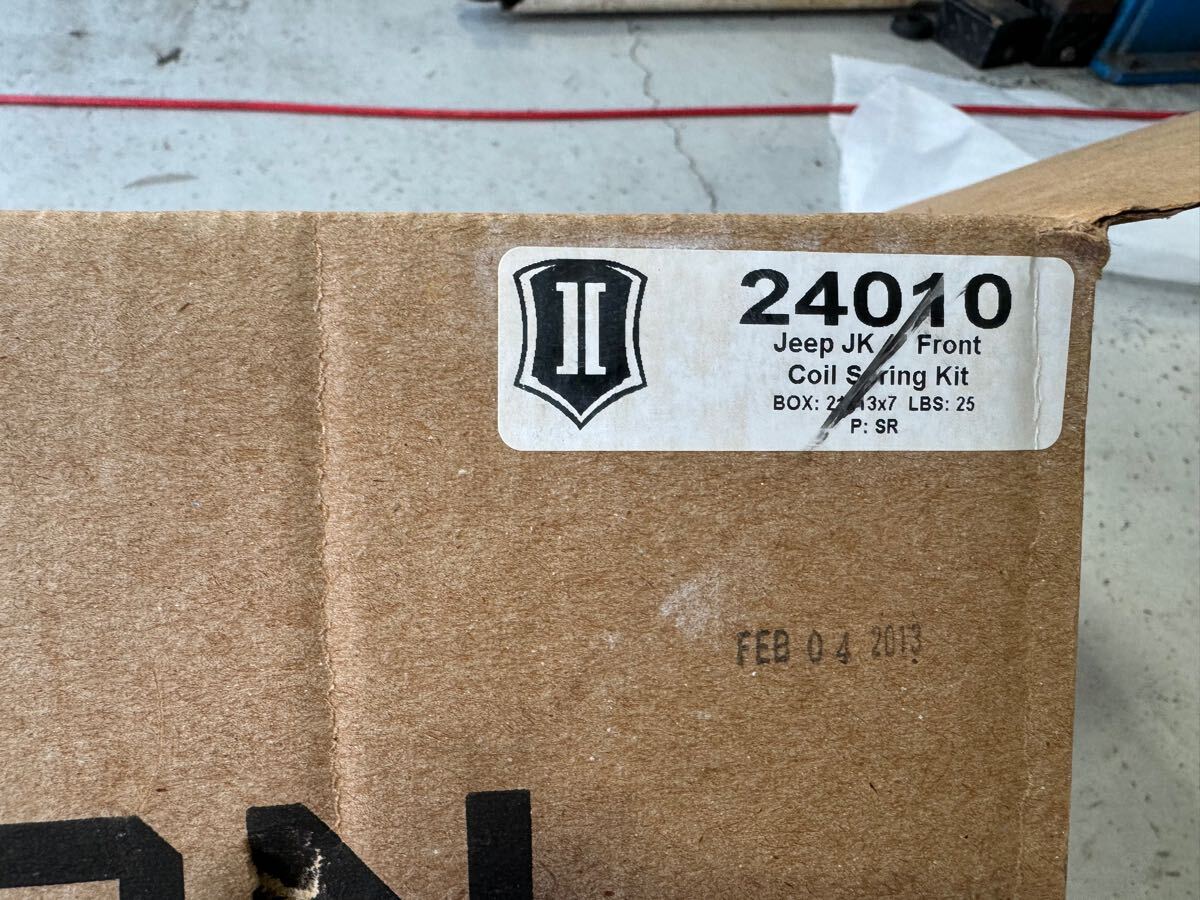 24010
Jeep JK Front
Coil Spring Kit
BOX: LBS: 25
P: SR
FEB 04 2013